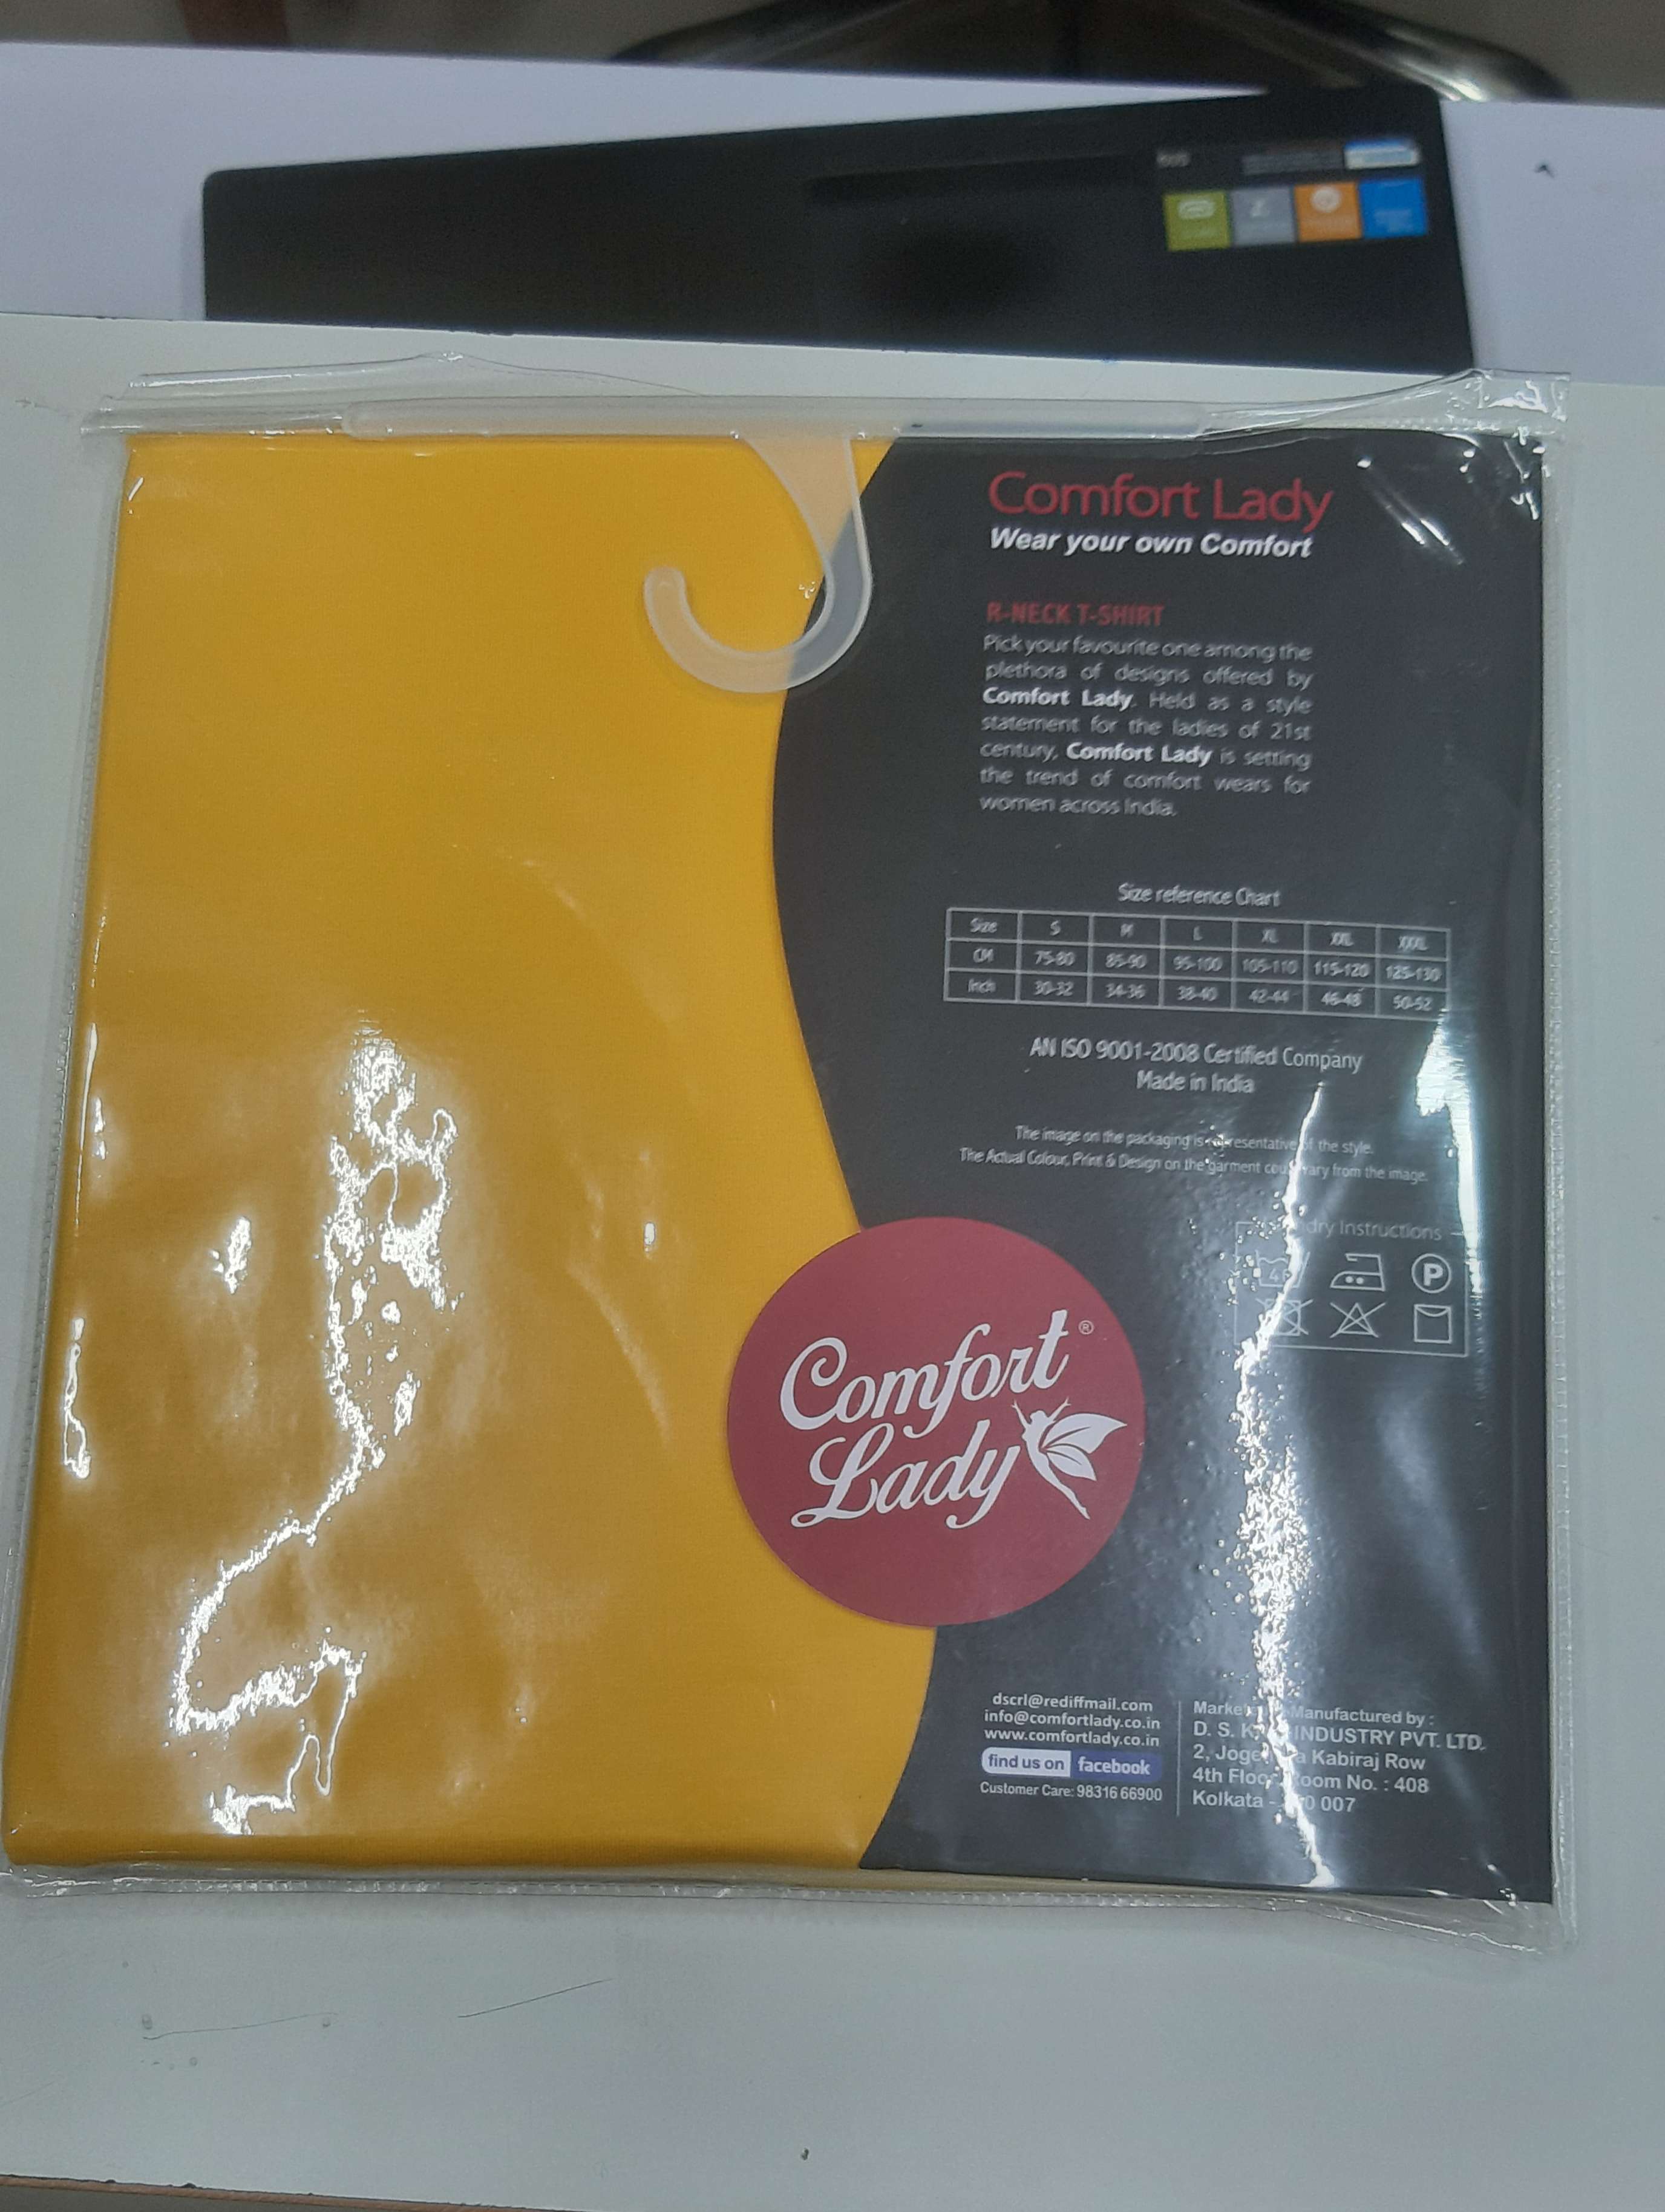 Comfort Lady
Wear your own Comfort
R-NECK T-SHIRT
Pick your favourite one among the
plethora of designs offered by
Comfort Lady. Held as a style
statement for the ladies of 21st
century, Comfort Lady is setting
the trend of comfort wears for
women across India.
Size reference Chart
Size S M L XL XXL XXXL
CM 75-80 85-90 95-100 105-110 115-120 125-130
Inch 30-32 34-36 38-40 42-44 46-48 50-52
AN ISO 9001-2008 Certified Company
Made in India
The image on the packaging is the style.
The Actual Colour, Print & Design on the garment from the image.
Instructions
P
Comfort ®
Lady
dscrl@rediffmail.com
info@comfortlady.co.in
www.comfortlady.co.in
find us on facebook
Customer Care: 98316 66900
Manufactured by :
D. S. INDUSTRY PVT. LTD.
2, Kabiraj Row
4th No. : 408
Kolkata - 007